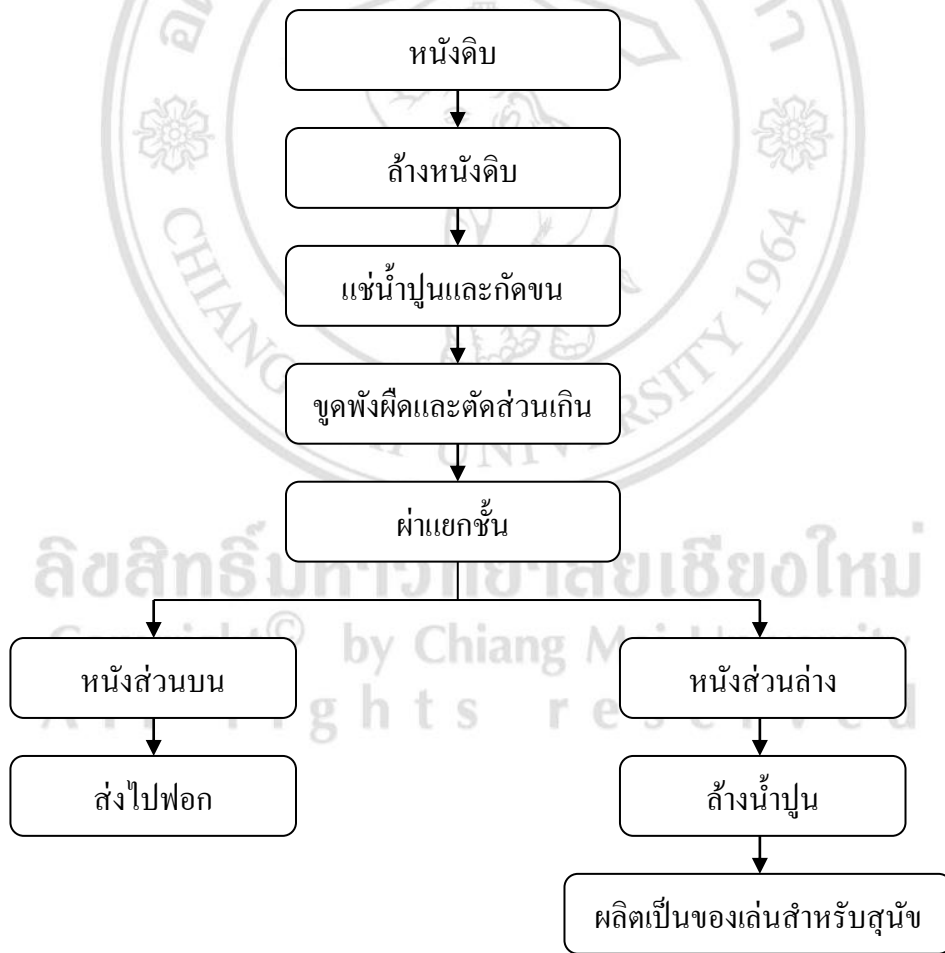 หนังดิบ
ล้างหนังดิบ
แช่น้ำปูนและกัดขน
ขูดพังผืดและตัดส่วนเกิน
ผ่าแยกชั้น
หนังส่วนบน
หนังส่วนล่าง
ส่งไปฟอก
ล้างน้ำปูน
ผลิตเป็นของเล่นสำหรับสุนัข
ลิขสิทธิ์มหาวิทยาลัยเชียงใหม่
Copyright© by Chiang Mai University
All rights reserved
CHIANG MAI UNIVERSITY 1964